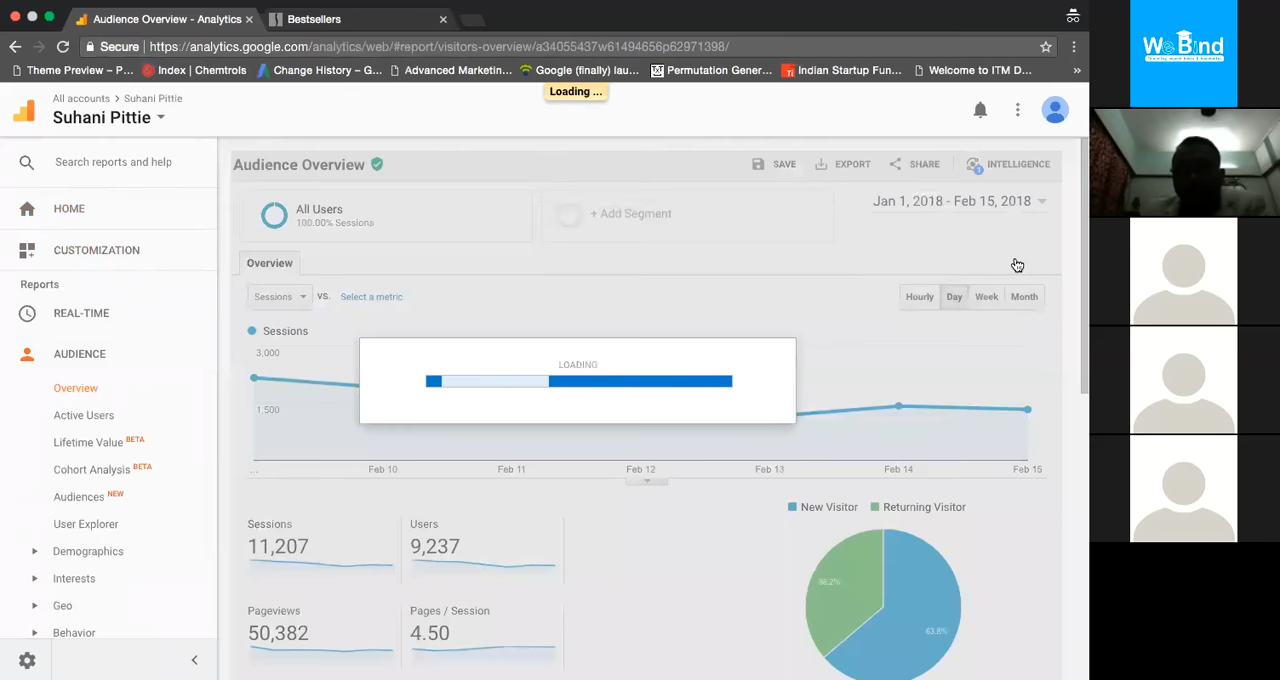 Audience Overview - Analytics
Bestsellers
Secure
https://analytics.google.com/analytics/web/#report/visitors-overview/a34055437w61494656p62971398/
Theme Preview – P...
Index | Chemtrols
Change History – G...
Advanced Marketin...
Google (finally) lau...
Permutation Gener...
Indian Startup Fun...
Welcome to ITM D...
»
Loading ...
All accounts > Suhani Pittie
Suhani Pittie
Search reports and help
HOME
CUSTOMIZATION
Reports
REAL-TIME
AUDIENCE
Overview
Active Users
Lifetime Value BETA
Cohort Analysis BETA
Audiences NEW
User Explorer
Demographics
Interests
Geo
Behavior
Audience Overview
SAVE
EXPORT
SHARE
INTELLIGENCE
1
All Users
100.00% Sessions
+ Add Segment
Jan 1, 2018 - Feb 15, 2018
Overview
Sessions
VS.
Select a metric
Hourly
Day
Week
Month
Sessions
3,000
1,500
LOADING
...
Feb 10
Feb 11
Feb 12
Feb 13
Feb 14
Feb 15
Sessions
11,207
Users
9,237
Pageviews
50,382
Pages / Session
4.50
New Visitor
Returning Visitor
36.2%
63.8%
WeBind